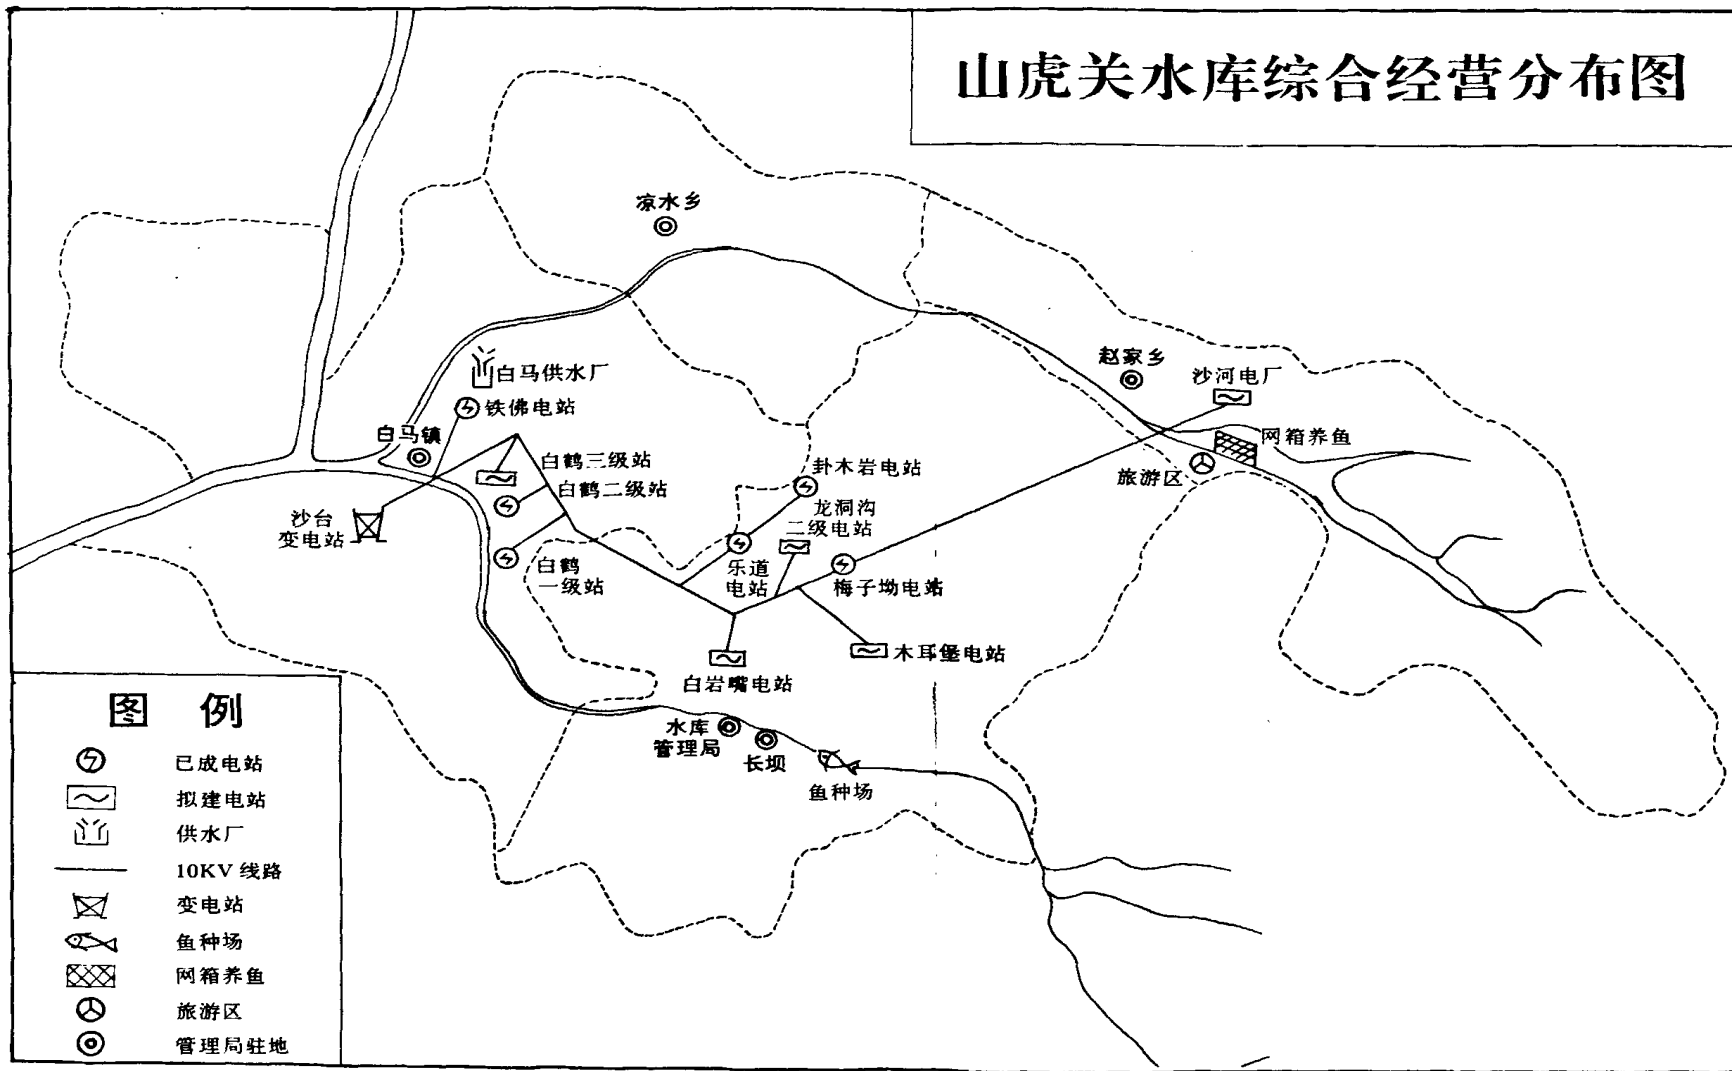 山虎关水库综合经营分布图
凉水乡
赵家乡
沙河电厂
白马供水厂
铁佛电站
白马镇
网箱养鱼
旅游区
白鹤三级站
卦木岩电站
白鹤二级站
龙洞沟
二级电站
沙台
变电站
白鹤
一级站
乐道
电站
梅子坳电站
木耳堡电站
白岩嘴电站
水库
管理局
长坝
鱼种场
图例
已成电站
拟建电站
供水厂
10KV 线路
变电站
鱼种场
网箱养鱼
旅游区
管理局驻地